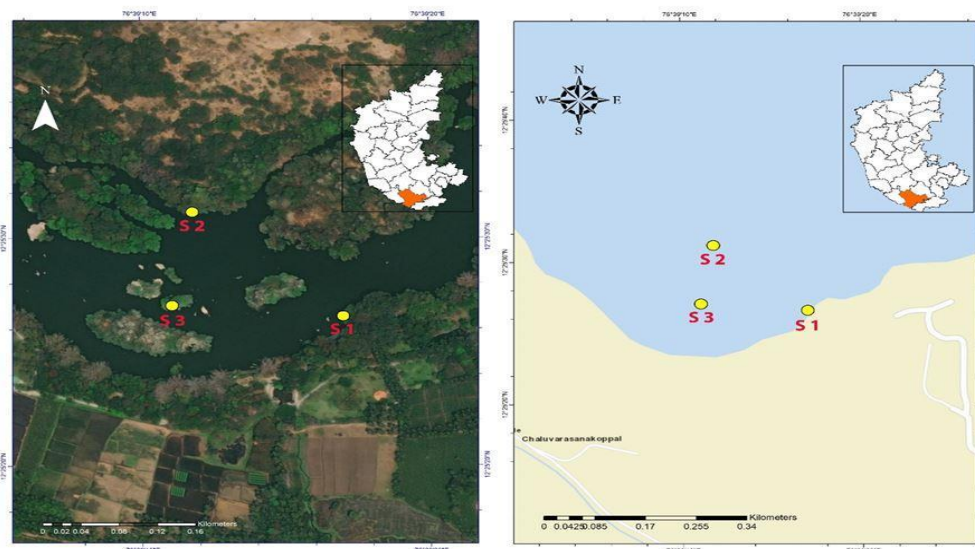 76°39'10"E
76°39'20"E
N
S 2
S 3
S 1
Kilometers
0 0.02 0.04 0.08 0.12 0.16
76°39'10"E
76°39'20"E
N
W E
S
S 2
S 3
S 1
Chaluvarasanakoppal
Kilometers
0 0.0425 0.085 0.17 0.255 0.34